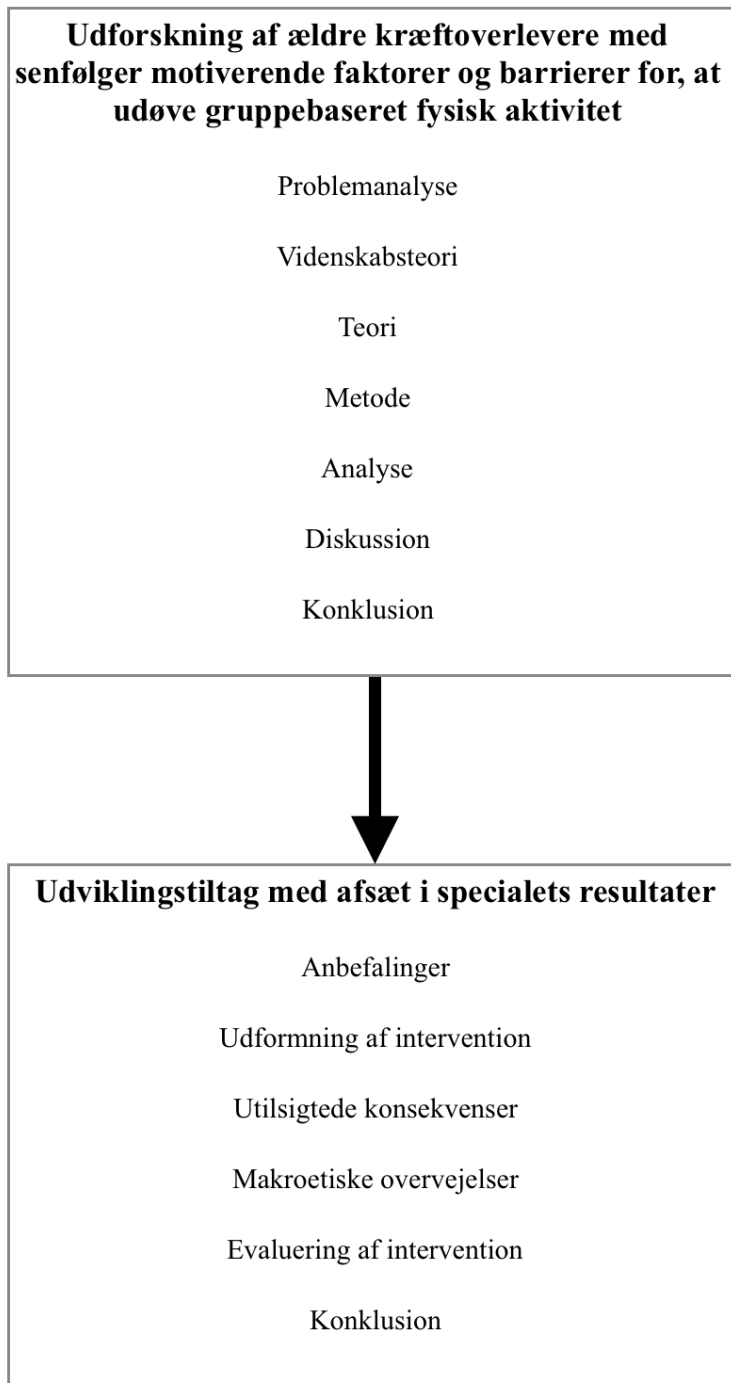 Udforskning af ældre kræftoverlevere med
senfølger motiverende faktorer og barrierer for, at
udøve gruppebaseret fysisk aktivitet
Problemanalyse
Videnskabsteori
Teori
Metode
Analyse
Diskussion
Konklusion
Udviklingstiltag med afsæt i specialets resultater
Anbefalinger
Udformning af intervention
Utilsigtede konsekvenser
Makroetiske overvejelser
Evaluering af intervention
Konklusion